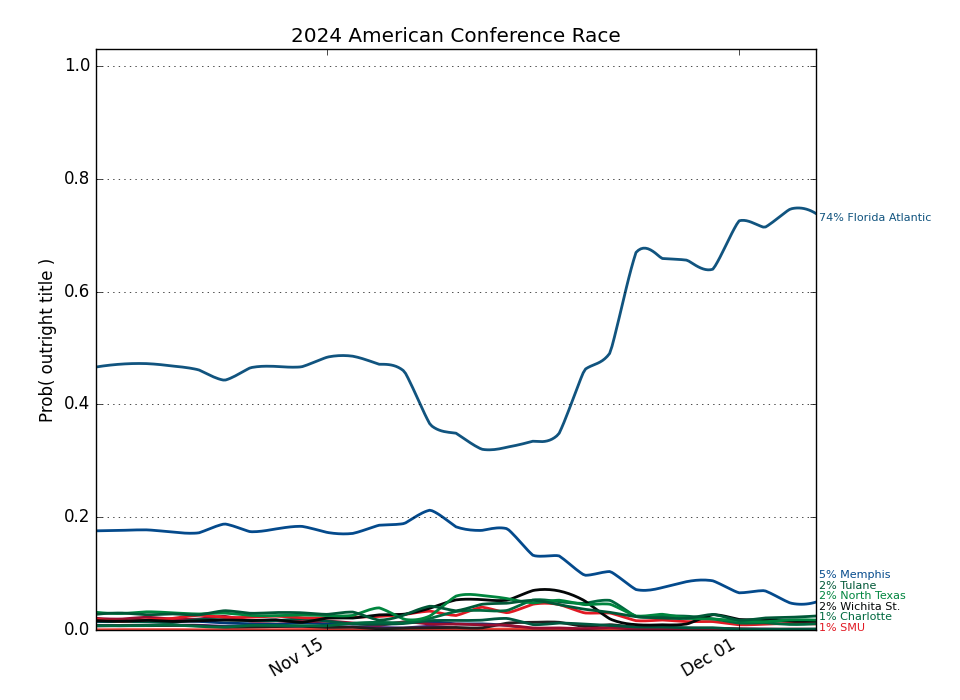 2024 American Conference Race
1.0
0.8
0.6
0.4
0.2
0.0
Prob( outright title )
Nov 15
Dec 01
74% Florida Atlantic
5% Memphis
2% Tulane
2% North Texas
2% Wichita St.
1% Charlotte
1% SMU